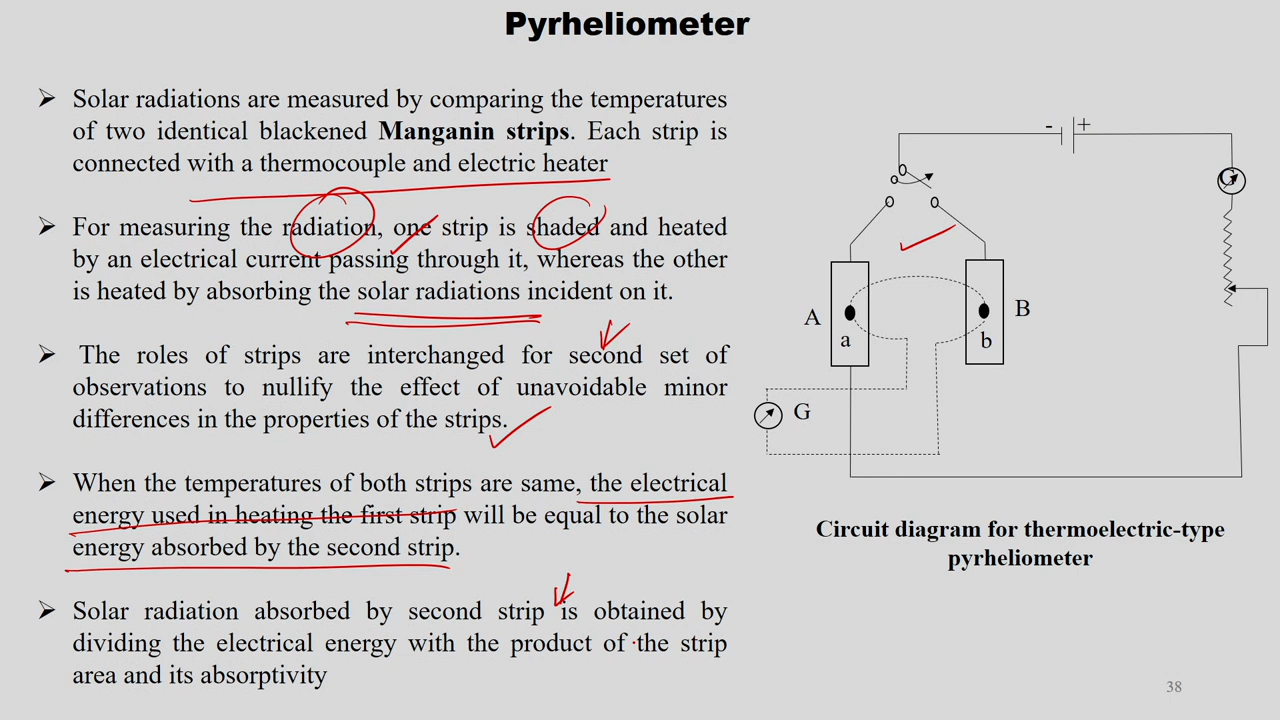 Pyrheliometer
Solar radiations are measured by comparing the temperatures
of two identical blackened Manganin strips. Each strip is
connected with a thermocouple and electric heater
For measuring the radiation, one strip is shaded and heated
by an electrical current passing through it, whereas the other
is heated by absorbing the solar radiations incident on it.
The roles of strips are interchanged for second set of
observations to nullify the effect of unavoidable minor
differences in the properties of the strips.
When the temperatures of both strips are same, the electrical
energy used in heating the first strip will be equal to the solar
energy absorbed by the second strip.
Solar radiation absorbed by second strip is obtained by
dividing the electrical energy with the product of the strip
area and its absorptivity
- +
G
A
B
a
b
G
Circuit diagram for thermoelectric-type
pyrheliometer
38